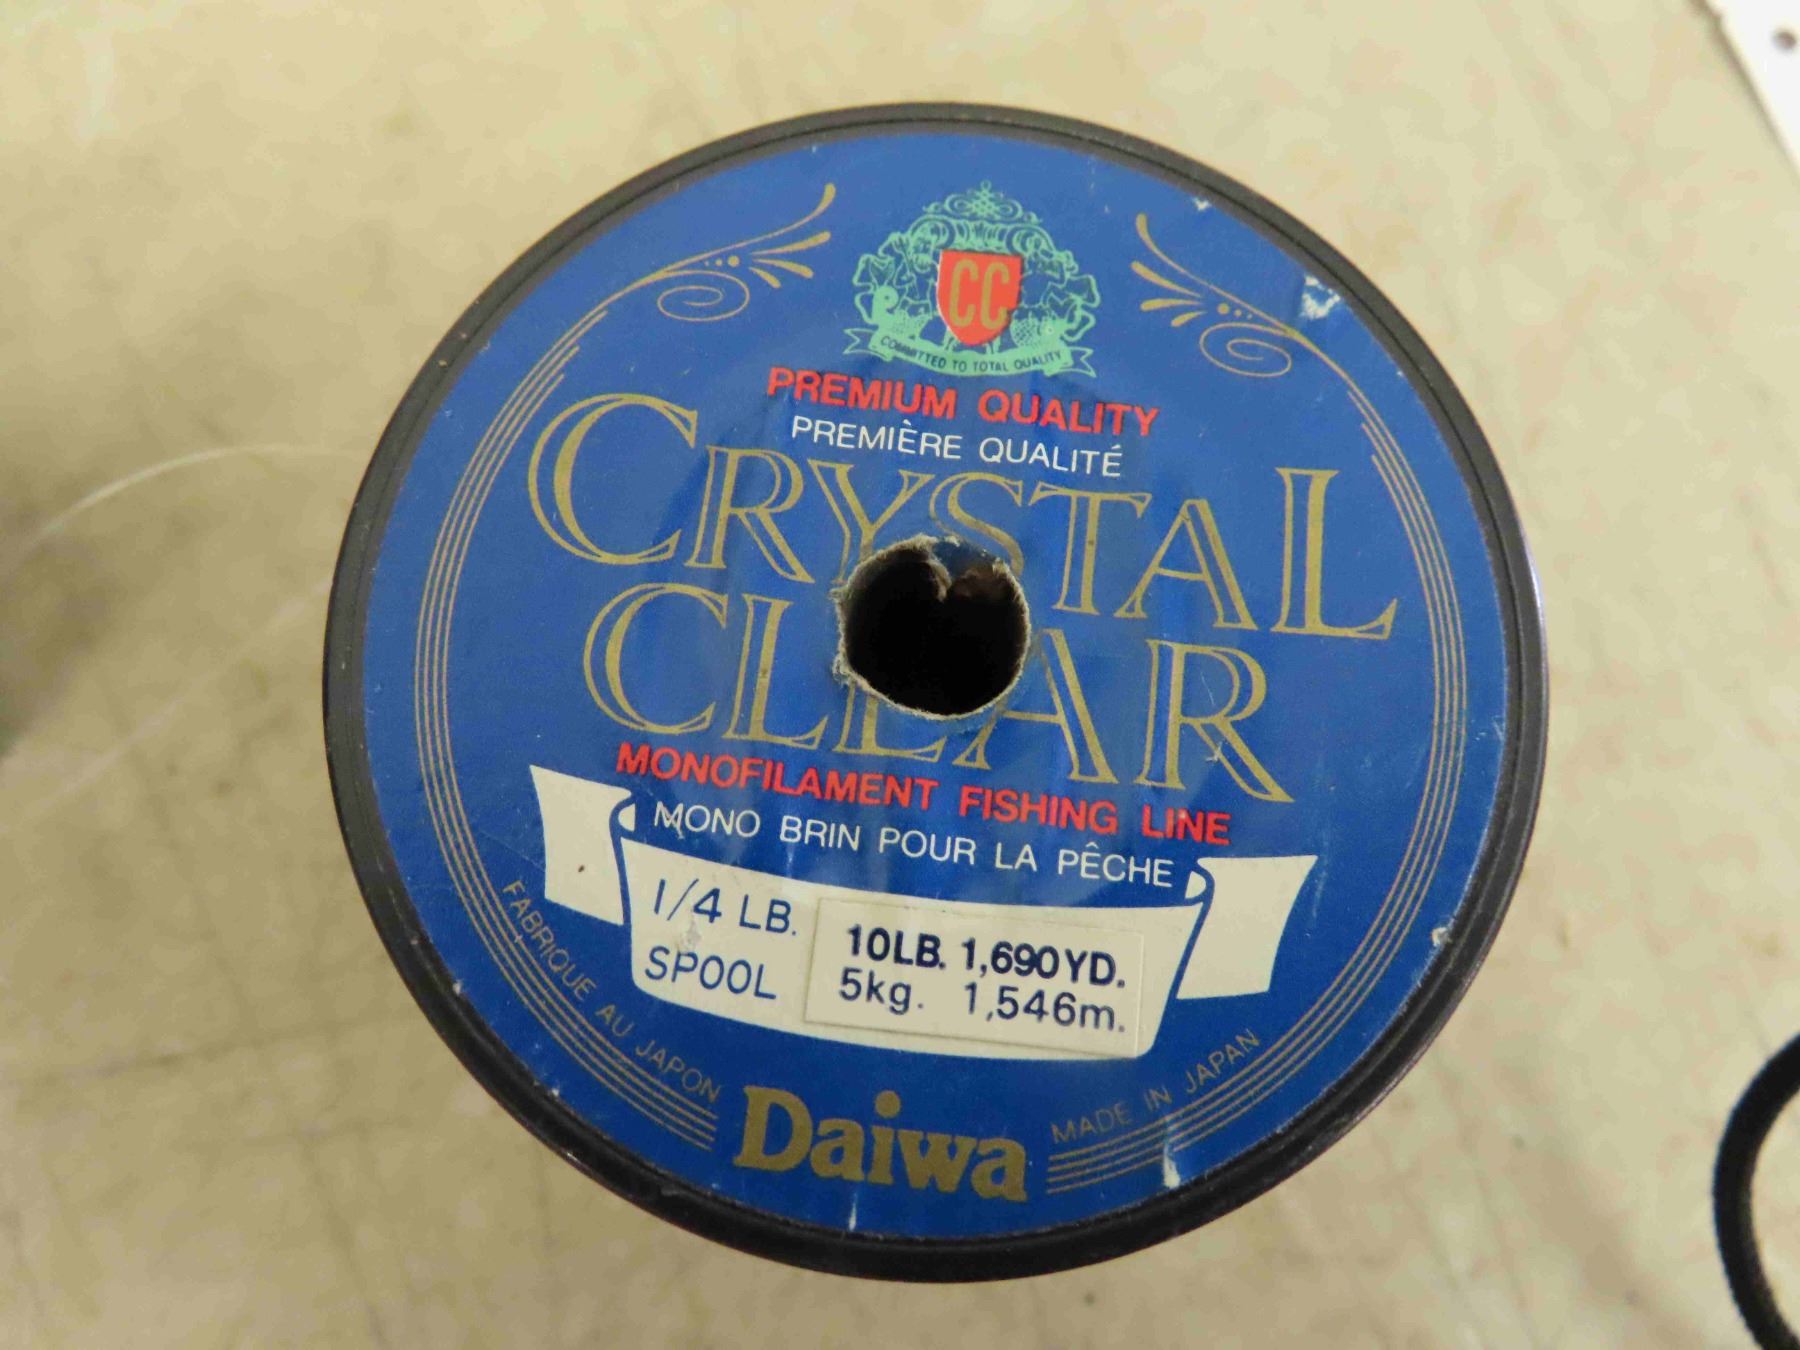 CC
COMMITTED TO TOTAL QUALITY
PREMIUM QUALITY
PREMIÈRE QUALITÉ
CRYSTAL
CLEAR
MONOFILAMENT FISHING LINE
MONO BRIN POUR LA PÊCHE
1/4 LB.
SPOOL
10LB. 1,690YD.
5kg. 1,546m.
FABRIQUE AU JAPON
Daiwa
MADE IN JAPAN